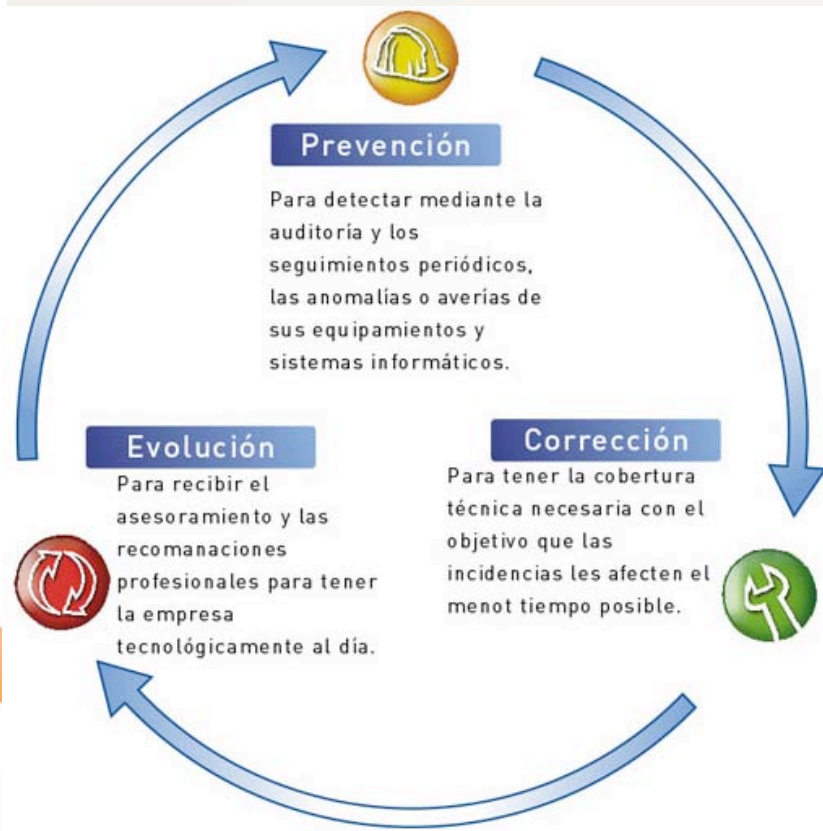 Prevención
Para detectar mediante la
auditoría y los
seguimientos periódicos,
las anomalías o averías de
sus equipamientos y
sistemas informáticos.
Evolución
Para recibir el
asesoramiento y las
recomanaciones
profesionales para tener
la empresa
tecnológicamente al día.
Corrección
Para tener la cobertura
técnica necesaria con el
objetivo que las
incidencias les afecten el
menot tiempo posible.